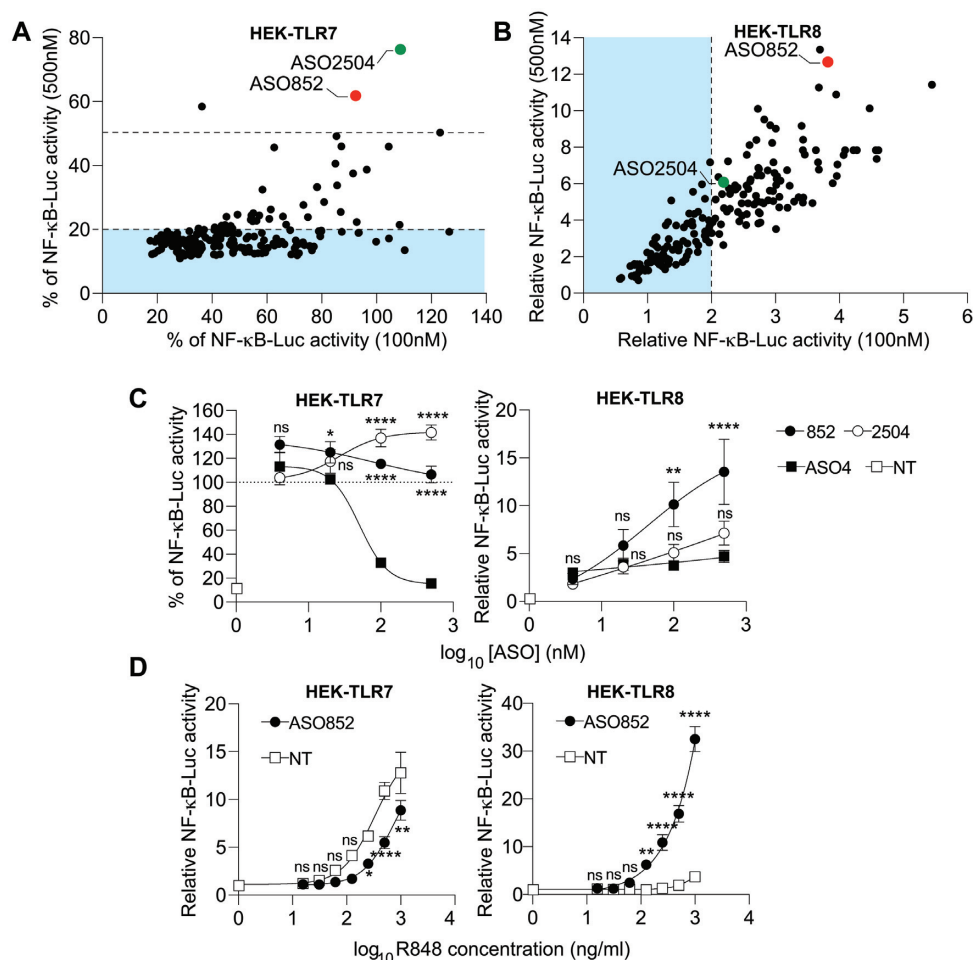 A
HEK-TLR7
% of NF-κB-Luc activity (500nM)
80
60
40
20
0
ASO2504
ASO852
0 20 40 60 80 100 120 140
% of NF-κB-Luc activity (100nM)
B
HEK-TLR8
Relative NF-κB-Luc activity (500nM)
14
12
10
8
6
4
2
0
ASO852
ASO2504
0 1 2 3 4 5 6
Relative NF-κB-Luc activity (100nM)
C
HEK-TLR7
% of NF-κB-Luc activity
160
140
120
100
80
60
40
20
0
ns * **** ****
ns **** ****
0 1 2 3
HEK-TLR8
Relative NF-κB-Luc activity
20
15
10
5
0
****
**
ns
ns ns ns ns
0 1 2 3
852 2504
ASO4 NT
log10 [ASO] (nM)
D
HEK-TLR7
Relative NF-κB-Luc activity
20
15
10
5
0
ASO852
NT
ns ns ns ns
* **** **
0 1 2 3 4
HEK-TLR8
Relative NF-κB-Luc activity
40
30
20
10
0
ASO852
NT
****
****
****
**
ns ns ns
0 1 2 3 4
log10 R848 concentration (ng/ml)